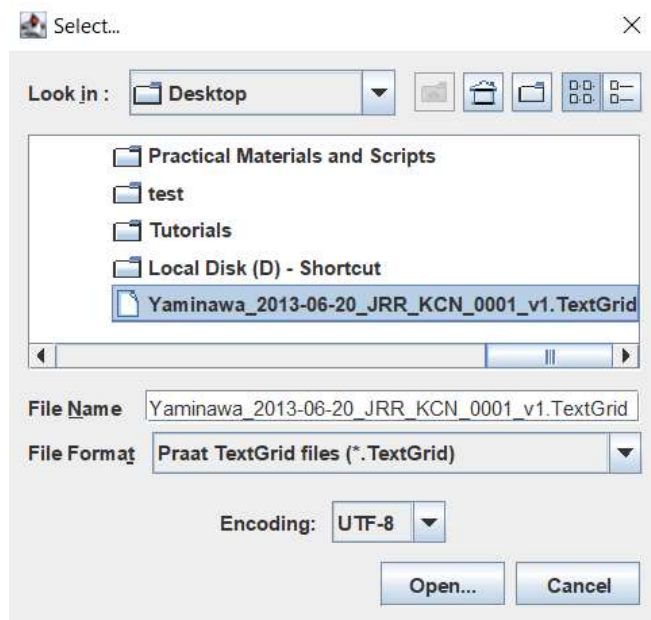 Select...
Look in : Desktop
Practical Materials and Scripts
test
Tutorials
Local Disk (D) - Shortcut
Yaminawa_2013-06-20_JRR_KCN_0001_v1.TextGrid
File Name Yaminawa_2013-06-20_JRR_KCN_0001_v1.TextGrid
File Format Praat TextGrid files (*.TextGrid)
Encoding: UTF-8
Open... Cancel